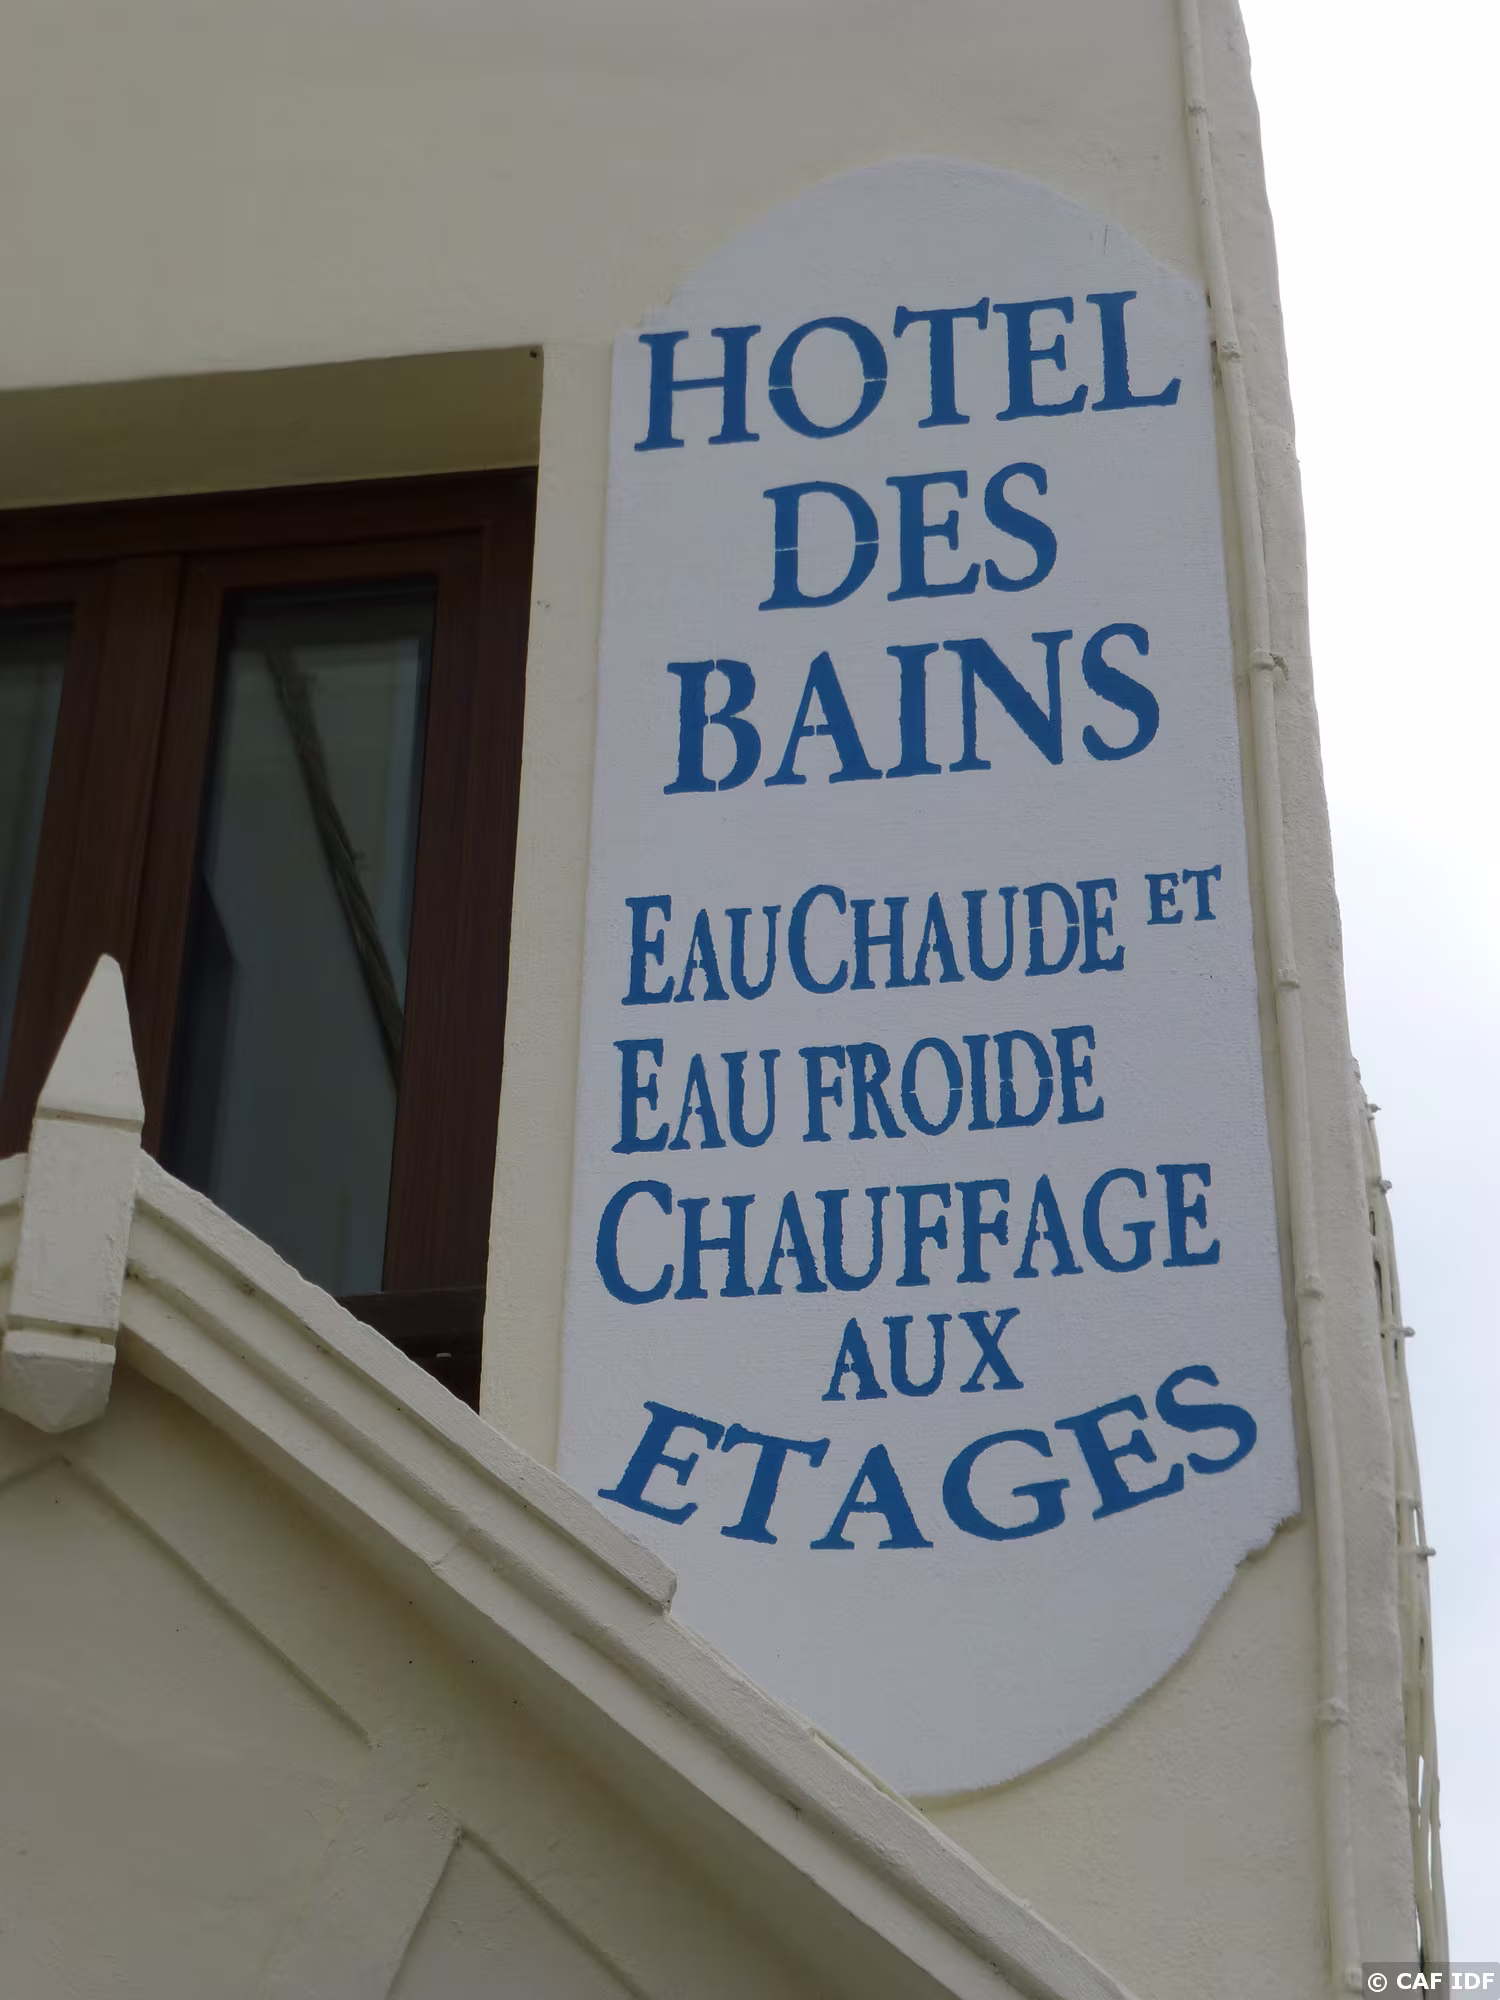 HOTEL
DES
BAINS
EAU CHAUDE ET
EAU FROIDE
CHAUFFAGE
AUX
ETAGES
© CAF IDF